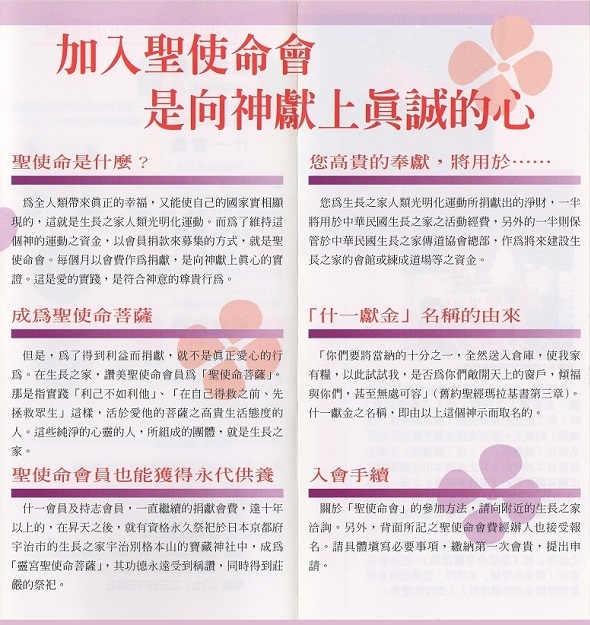 加入聖使命會
是向神獻上眞誠的心
聖使命是什麼？
爲全人類帶來眞正的幸福，又能使自己的國家實相顯
現的，這就是生長之家人類光明化運動。而爲了維持這
個神的運動之資金，以會員捐款來募集的方式，就是聖
使命會。每個月以會費作爲捐獻，是向神獻上眞心的實
證。這是愛的實踐，是符合神意的尊貴行爲。
成爲聖使命菩薩
但是，爲了得到利益而捐獻，就不是眞正愛心的行
爲。在生長之家，讚美聖使命會員爲「聖使命菩薩」。
那是指實踐「利己不如利他」、「在自己得救之前、先
拯救眾生」這樣，活於愛他的菩薩之高貴生活態度的
人。這些純淨的心靈的人，所組成的團體，就是生長之
家。
聖使命會員也能獲得永代供養
什一會員及持志會員，一直繼續的捐獻會費，達十年
以上的，在昇天之後，就有資格永久祭祀於日本京都府
宇治市的生長之家宇治別格本山的寶藏神社中，成爲
「靈宮聖使命菩薩」，其功德永遠受到稱讚，同時得到莊
嚴的祭祀。
您高貴的奉獻，將用於……
您爲生長之家人類光明化運動所捐獻出的淨財，一半
將用於中華民國生長之家之活動經費，另外的一半則保
管於中華民國生長之家傳道協會總部，作爲將來建設生
長之家的會館或練成道場等之資金。
「什一獻金」名稱的由來
「你們要將當納的十分之一，全然送入倉庫，使我家
有糧，以此試試我，是否爲你們敞開天上的窗戶，傾福
與你們，甚至無處可容」（舊約聖經瑪拉基書第三章）。
什一獻金之名稱，即由以上這個神示而取名的。
入會手續
關於「聖使命會」的參加方法，請向附近的生長之家
洽詢。另外，背面所記之聖使命會會費經辦人也接受報
名。請具體塡寫必要事項，繳納第一次會費，提出申
請。